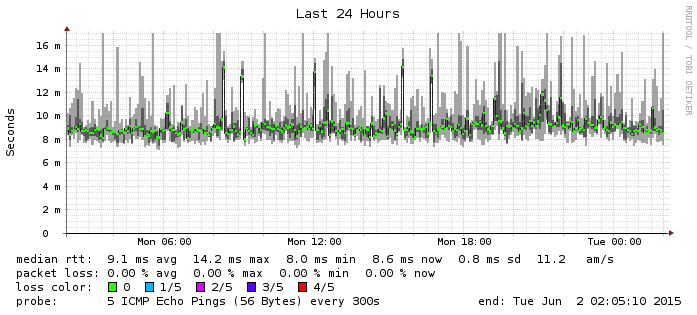 Last 24 Hours
RRDTOOL / TOBI OETIKER
Seconds
16 m
14 m
12 m
10 m
8 m
6 m
4 m
2 m
0
Mon 06:00 Mon 12:00 Mon 18:00 Tue 00:00
median rtt: 9.1 ms avg 14.2 ms max 8.0 ms min 8.6 ms now 0.8 ms sd 11.2 am/s
packet loss: 0.00 % avg 0.00 % max 0.00 % min 0.00 % now
loss color: 0 1/5 2/5 3/5 4/5
probe: 5 ICMP Echo Pings (56 Bytes) every 300s end: Tue Jun 2 02:05:10 2015